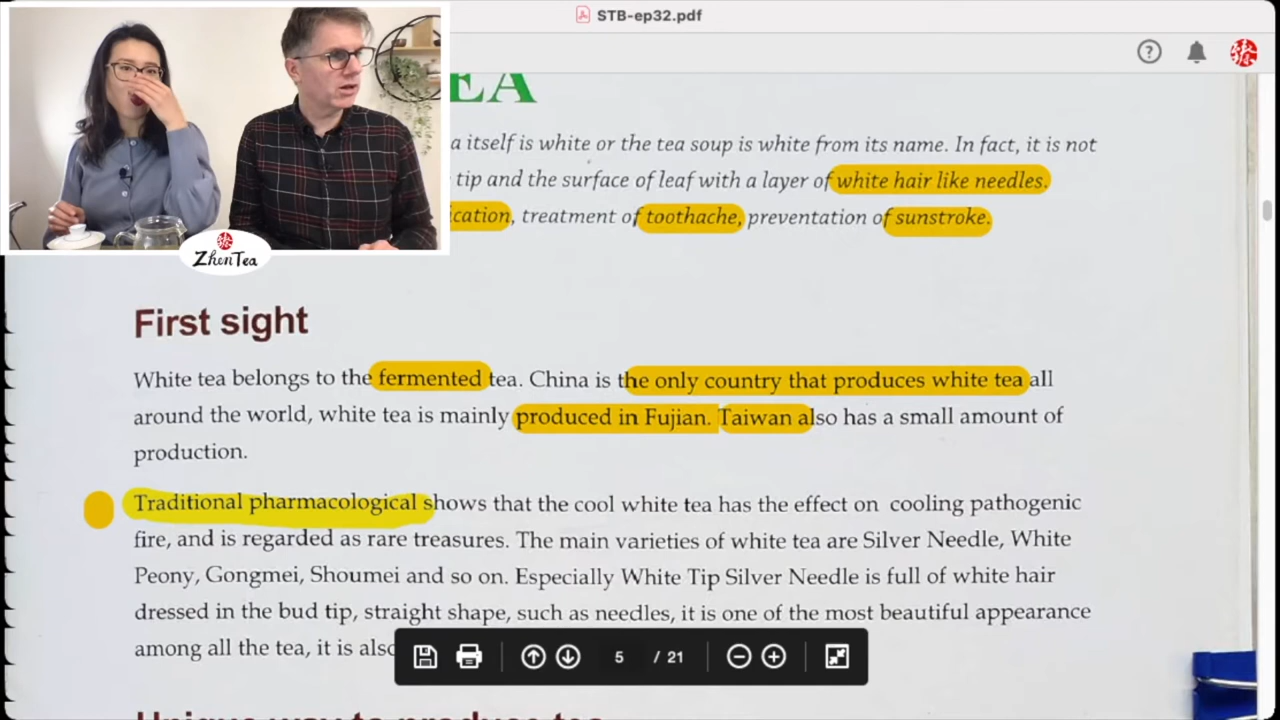 STB-ep32.pdf
EA
a itself is white or the tea soup is white from its name. In fact, it is not
tip and the surface of leaf with a layer of white hair like needles.
ication, treatment of toothache, preventation of sunstroke.
ZhenTea
First sight
White tea belongs to the fermented tea. China is the only country that produces white tea all
around the world, white tea is mainly produced in Fujian. Taiwan also has a small amount of
production.
Traditional pharmacological shows that the cool white tea has the effect on cooling pathogenic
fire, and is regarded as rare treasures. The main varieties of white tea are Silver Needle, White
Peony, Gongmei, Shoumei and so on. Especially White Tip Silver Needle is full of white hair
dressed in the bud tip, straight shape, such as needles, it is one of the most beautiful appearance
among all the tea, it is also
5 / 21
Unique way to produce tea